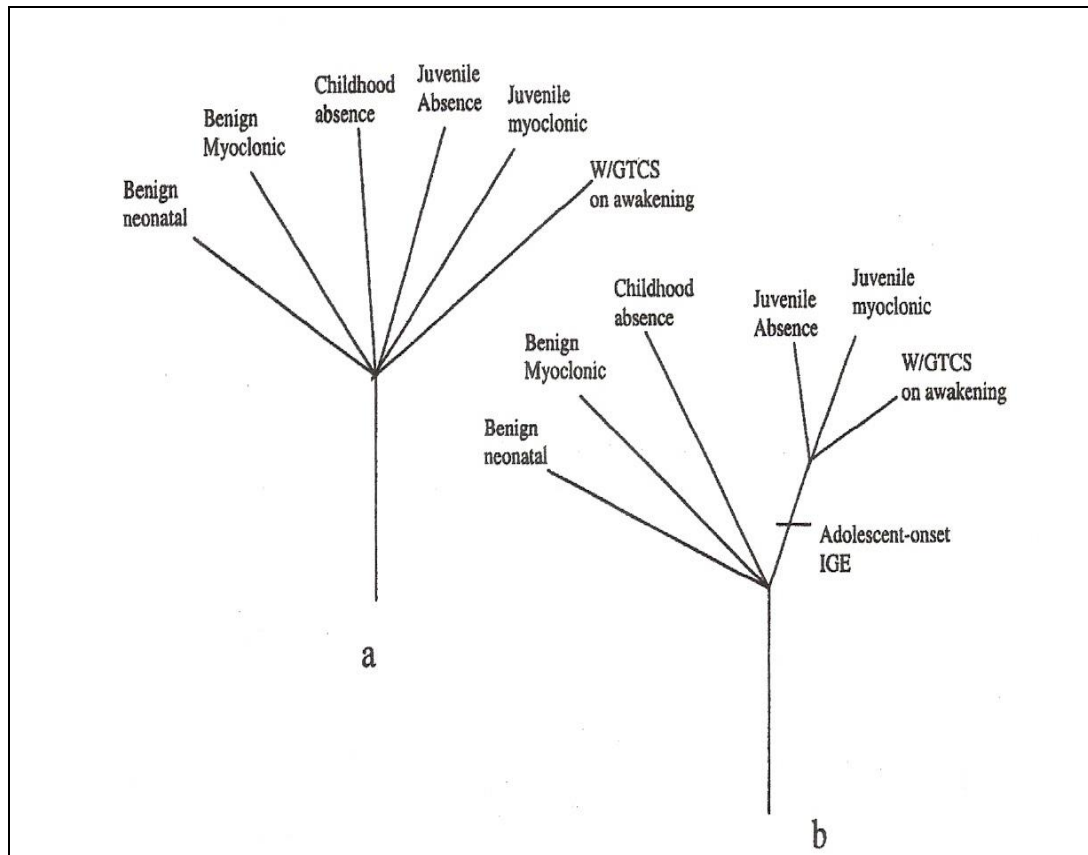 Benign
neonatal
Benign
Myoclonic
Childhood
absence
Juvenile
Absence
Juvenile
myoclonic
W/GTCS
on awakening
a
Benign
neonatal
Benign
Myoclonic
Childhood
absence
Juvenile
Absence
Juvenile
myoclonic
W/GTCS
on awakening
Adolescent-onset
IGE
b